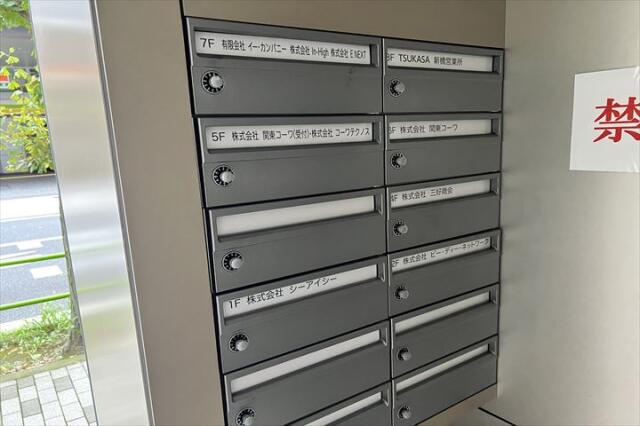 7F 有限会社 イー・カンパニー 株式会社 In-High 株式会社 E NEXT
8F TSUKASA 新橋営業所
5F 株式会社 関東コーワ(受付)・株式会社 コーワテクノス
株式会社 関東コーワ
4F 株式会社 三好商会
2F 株式会社 ピー・ディー・ネットワーク
1F 株式会社 シーアイシー
禁